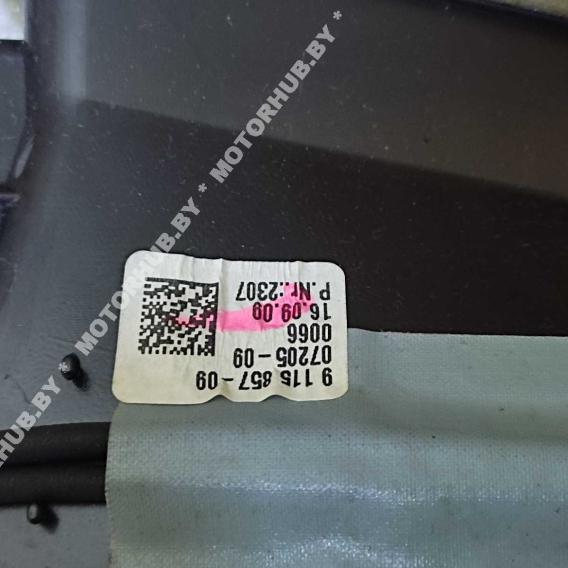 9 115 857-09
07205-09
0066
16.09.09
P.Nr.:2307
MOTORHUB.BY * MOTORHUB.BY * MOTORHUB.BY